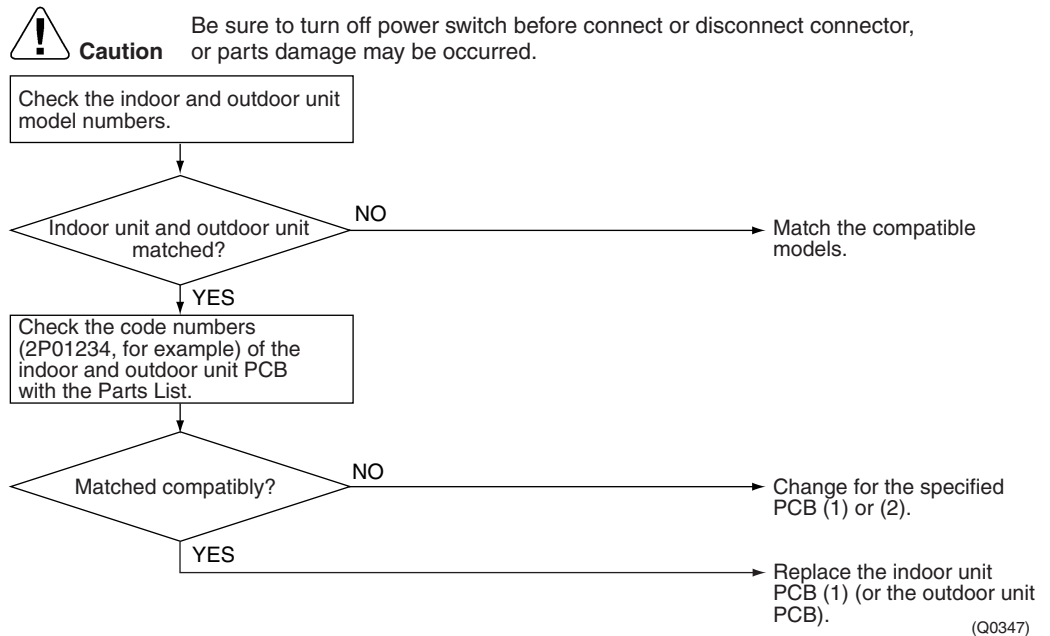 Be sure to turn off power switch before connect or disconnect connector,
Caution or parts damage may be occurred.
Check the indoor and outdoor unit
model numbers.
Indoor unit and outdoor unit
matched?
NO
Match the compatible
models.
YES
Check the code numbers
(2P01234, for example) of the
indoor and outdoor unit PCB
with the Parts List.
Matched compatibly?
NO
Change for the specified
PCB (1) or (2).
YES
Replace the indoor unit
PCB (1) (or the outdoor unit
PCB).
(Q0347)